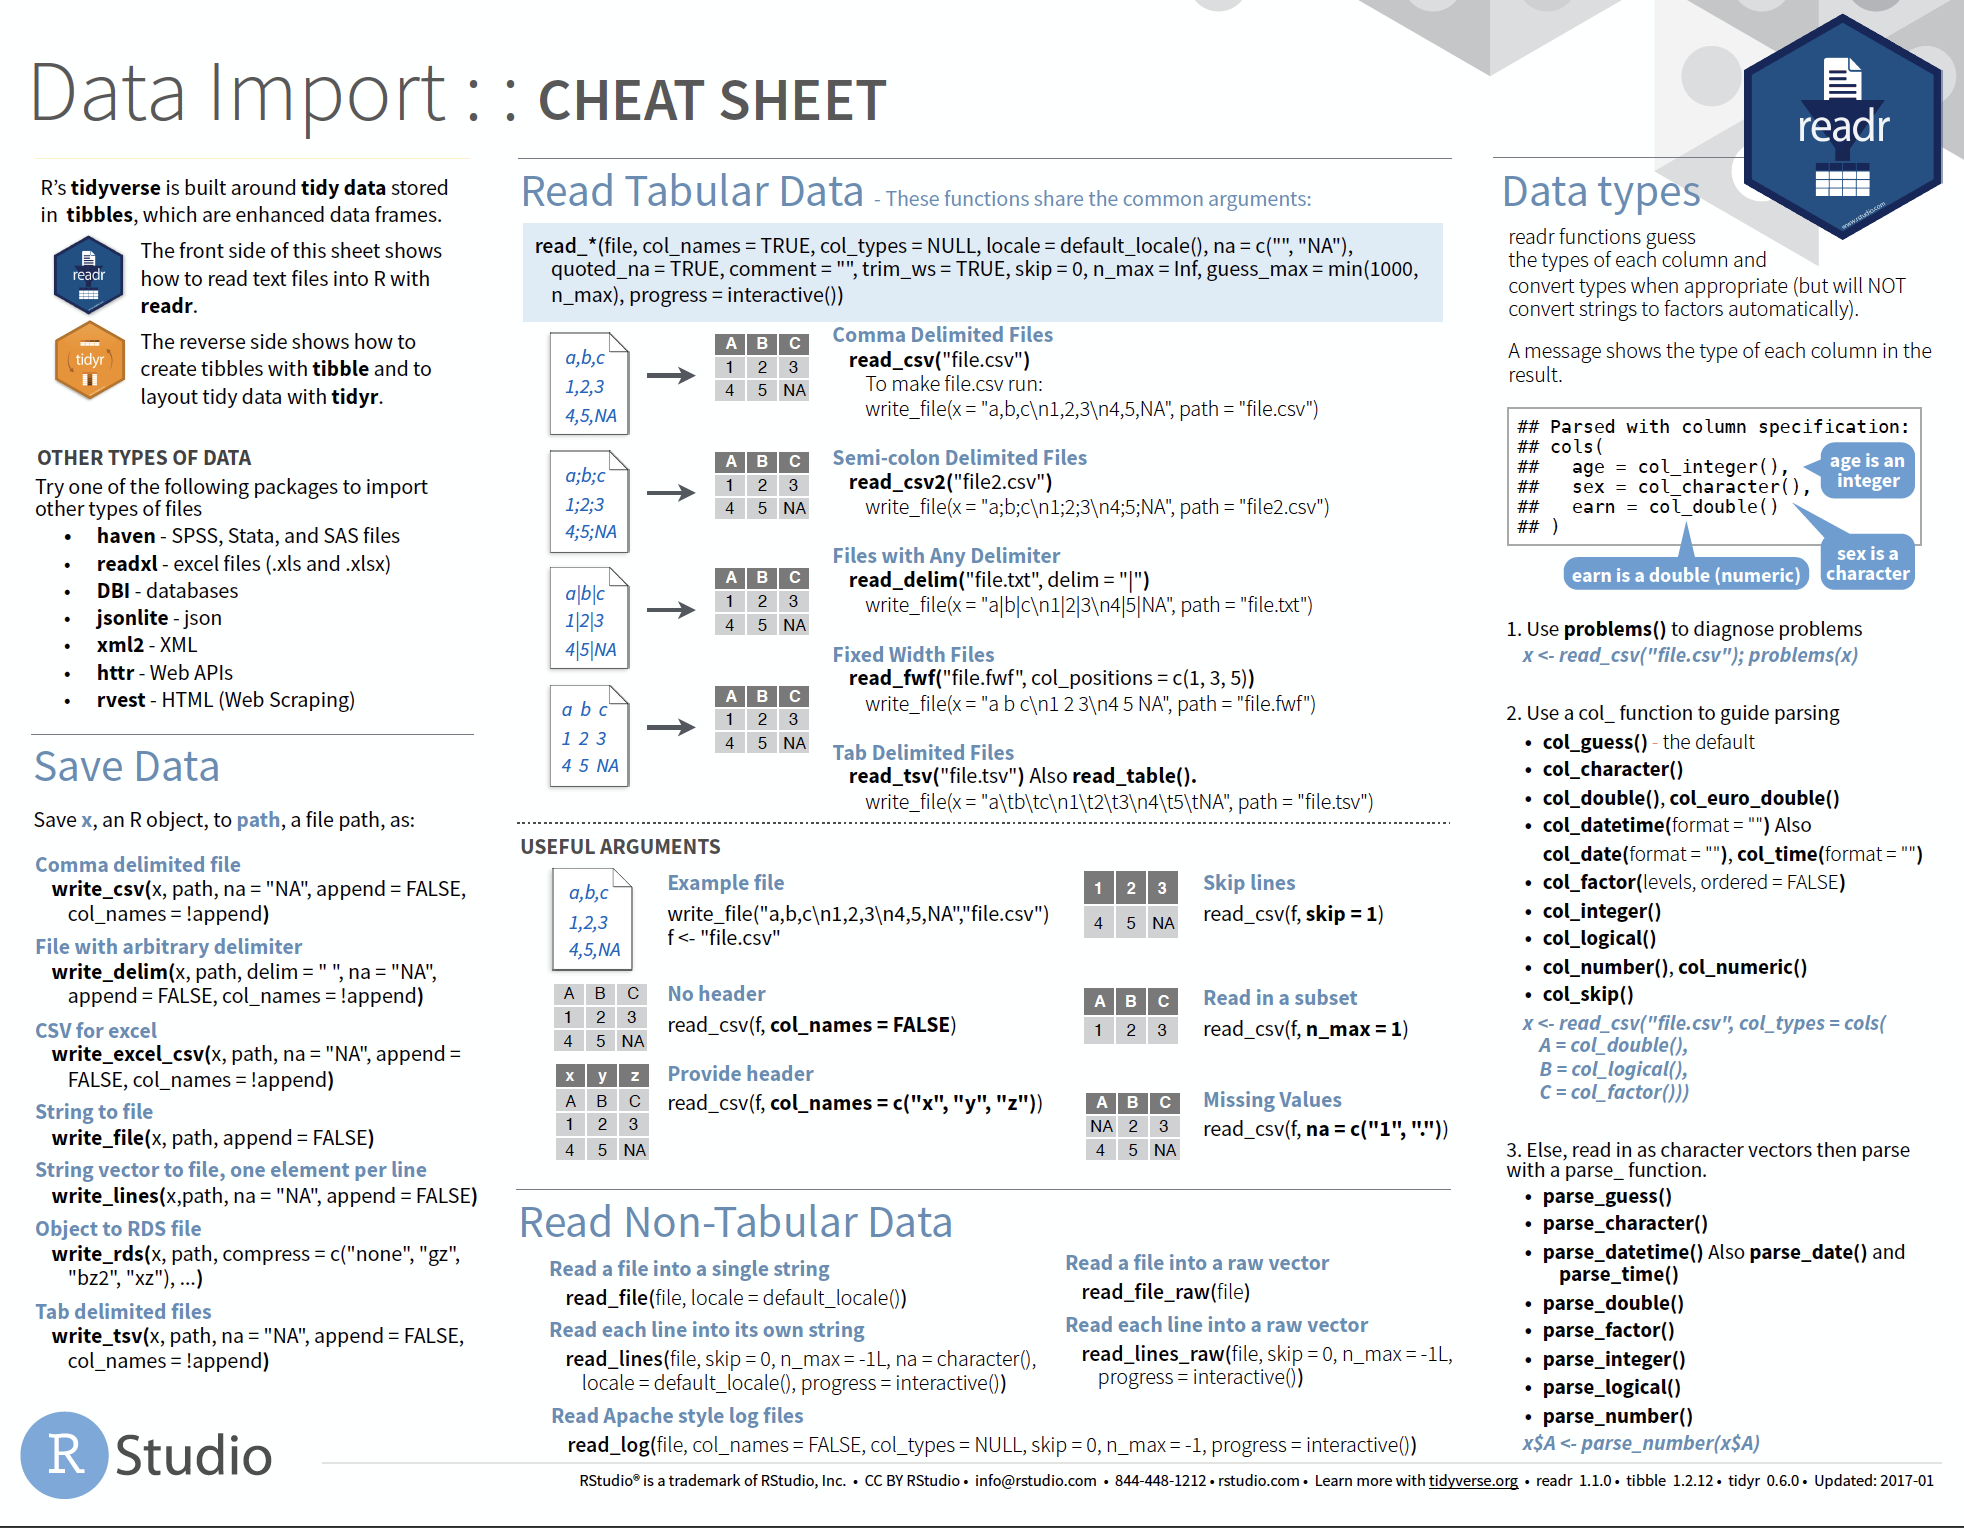 Data Import : : CHEAT SHEET
readr
www.rstudio.com
R's tidyverse is built around tidy data stored
in tibbles, which are enhanced data frames.
readr
The front side of this sheet shows
how to read text files into R with
readr.
tidyr
The reverse side shows how to
create tibbles with tibble and to
layout tidy data with tidyr.
OTHER TYPES OF DATA
Try one of the following packages to import
other types of files
• haven - SPSS, Stata, and SAS files
• readxl - excel files (.xls and .xlsx)
• DBI - databases
• jsonlite - json
• xml2 - XML
• httr - Web APIs
• rvest - HTML (Web Scraping)
Save Data
Save x, an R object, to path, a file path, as:
Comma delimited file
write_csv(x, path, na = "NA", append = FALSE,
col_names = !append)
File with arbitrary delimiter
write_delim(x, path, delim = " ", na = "NA",
append = FALSE, col_names = !append)
CSV for excel
write_excel_csv(x, path, na = "NA", append =
FALSE, col_names = !append)
String to file
write_file(x, path, append = FALSE)
String vector to file, one element per line
write_lines(x,path, na = "NA", append = FALSE)
Object to RDS file
write_rds(x, path, compress = c("none", "gz",
"bz2", "xz"), ...)
Tab delimited files
write_tsv(x, path, na = "NA", append = FALSE,
col_names = !append)
Read Tabular Data - These functions share the common arguments:
read_*(file, col_names = TRUE, col_types = NULL, locale = default_locale(), na = c("", "NA"),
quoted_na = TRUE, comment = "", trim_ws = TRUE, skip = 0, n_max = Inf, guess_max = min(1000,
n_max), progress = interactive())
a,b,c
1,2,3
4,5,NA
A B C
1 2 3
4 5 NA
Comma Delimited Files
read_csv("file.csv")
To make file.csv run:
write_file(x = "a,b,c\n1,2,3\n4,5,NA", path = "file.csv")
a;b;c
1;2;3
4;5;NA
A B C
1 2 3
4 5 NA
Semi-colon Delimited Files
read_csv2("file2.csv")
write_file(x = "a;b;c\n1;2;3\n4;5;NA", path = "file2.csv")
a|b|c
1|2|3
4|5|NA
A B C
1 2 3
4 5 NA
Files with Any Delimiter
read_delim("file.txt", delim = "|")
write_file(x = "a|b|c\n1|2|3\n4|5|NA", path = "file.txt")
a b c
1 2 3
4 5 NA
A B C
1 2 3
4 5 NA
Fixed Width Files
read_fwf("file.fwf", col_positions = c(1, 3, 5))
write_file(x = "a b c\n1 2 3\n4 5 NA", path = "file.fwf")
Tab Delimited Files
read_tsv("file.tsv") Also read_table().
write_file(x = "a\tb\tc\n1\t2\t3\n4\t5\tNA", path = "file.tsv")
USEFUL ARGUMENTS
a,b,c
1,2,3
4,5,NA
Example file
write_file("a,b,c\n1,2,3\n4,5,NA","file.csv")
f <- "file.csv"
A B C
1 2 3
4 5 NA
No header
read_csv(f, col_names = FALSE)
x y z
A B C
1 2 3
4 5 NA
Provide header
read_csv(f, col_names = c("x", "y", "z"))
1 2 3
4 5 NA
Skip lines
read_csv(f, skip = 1)
A B C
1 2 3
Read in a subset
read_csv(f, n_max = 1)
A B C
NA 2 3
4 5 NA
Missing Values
read_csv(f, na = c("1", "."))
Read Non-Tabular Data
Read a file into a single string
read_file(file, locale = default_locale())
Read each line into its own string
read_lines(file, skip = 0, n_max = -1L, na = character(),
locale = default_locale(), progress = interactive())
Read a file into a raw vector
read_file_raw(file)
Read each line into a raw vector
read_lines_raw(file, skip = 0, n_max = -1L,
progress = interactive())
Read Apache style log files
read_log(file, col_names = FALSE, col_types = NULL, skip = 0, n_max = -1, progress = interactive())
Data types
readr functions guess
the types of each column and
convert types when appropriate (but will NOT
convert strings to factors automatically).
A message shows the type of each column in the
result.
## Parsed with column specification:
## cols(
## age = col_integer(),
## sex = col_character(),
## earn = col_double()
## )
age is an
integer
sex is a
character
earn is a double (numeric)
1. Use problems() to diagnose problems
x <- read_csv("file.csv"); problems(x)
2. Use a col_ function to guide parsing
• col_guess() - the default
• col_character()
• col_double(), col_euro_double()
• col_datetime(format = "") Also
col_date(format = ""), col_time(format = "")
• col_factor(levels, ordered = FALSE)
• col_integer()
• col_logical()
• col_number(), col_numeric()
• col_skip()
x <- read_csv("file.csv", col_types = cols(
A = col_double(),
B = col_logical(),
C = col_factor()))
3. Else, read in as character vectors then parse
with a parse_ function.
• parse_guess()
• parse_character()
• parse_datetime() Also parse_date() and
parse_time()
• parse_double()
• parse_factor()
• parse_integer()
• parse_logical()
• parse_number()
x$A <- parse_number(x$A)
R Studio
RStudio® is a trademark of RStudio, Inc. • CC BY RStudio • info@rstudio.com • 844-448-1212 • rstudio.com • Learn more with tidyverse.org • readr 1.1.0 • tibble 1.2.12 • tidyr 0.6.0 • Updated: 2017-01